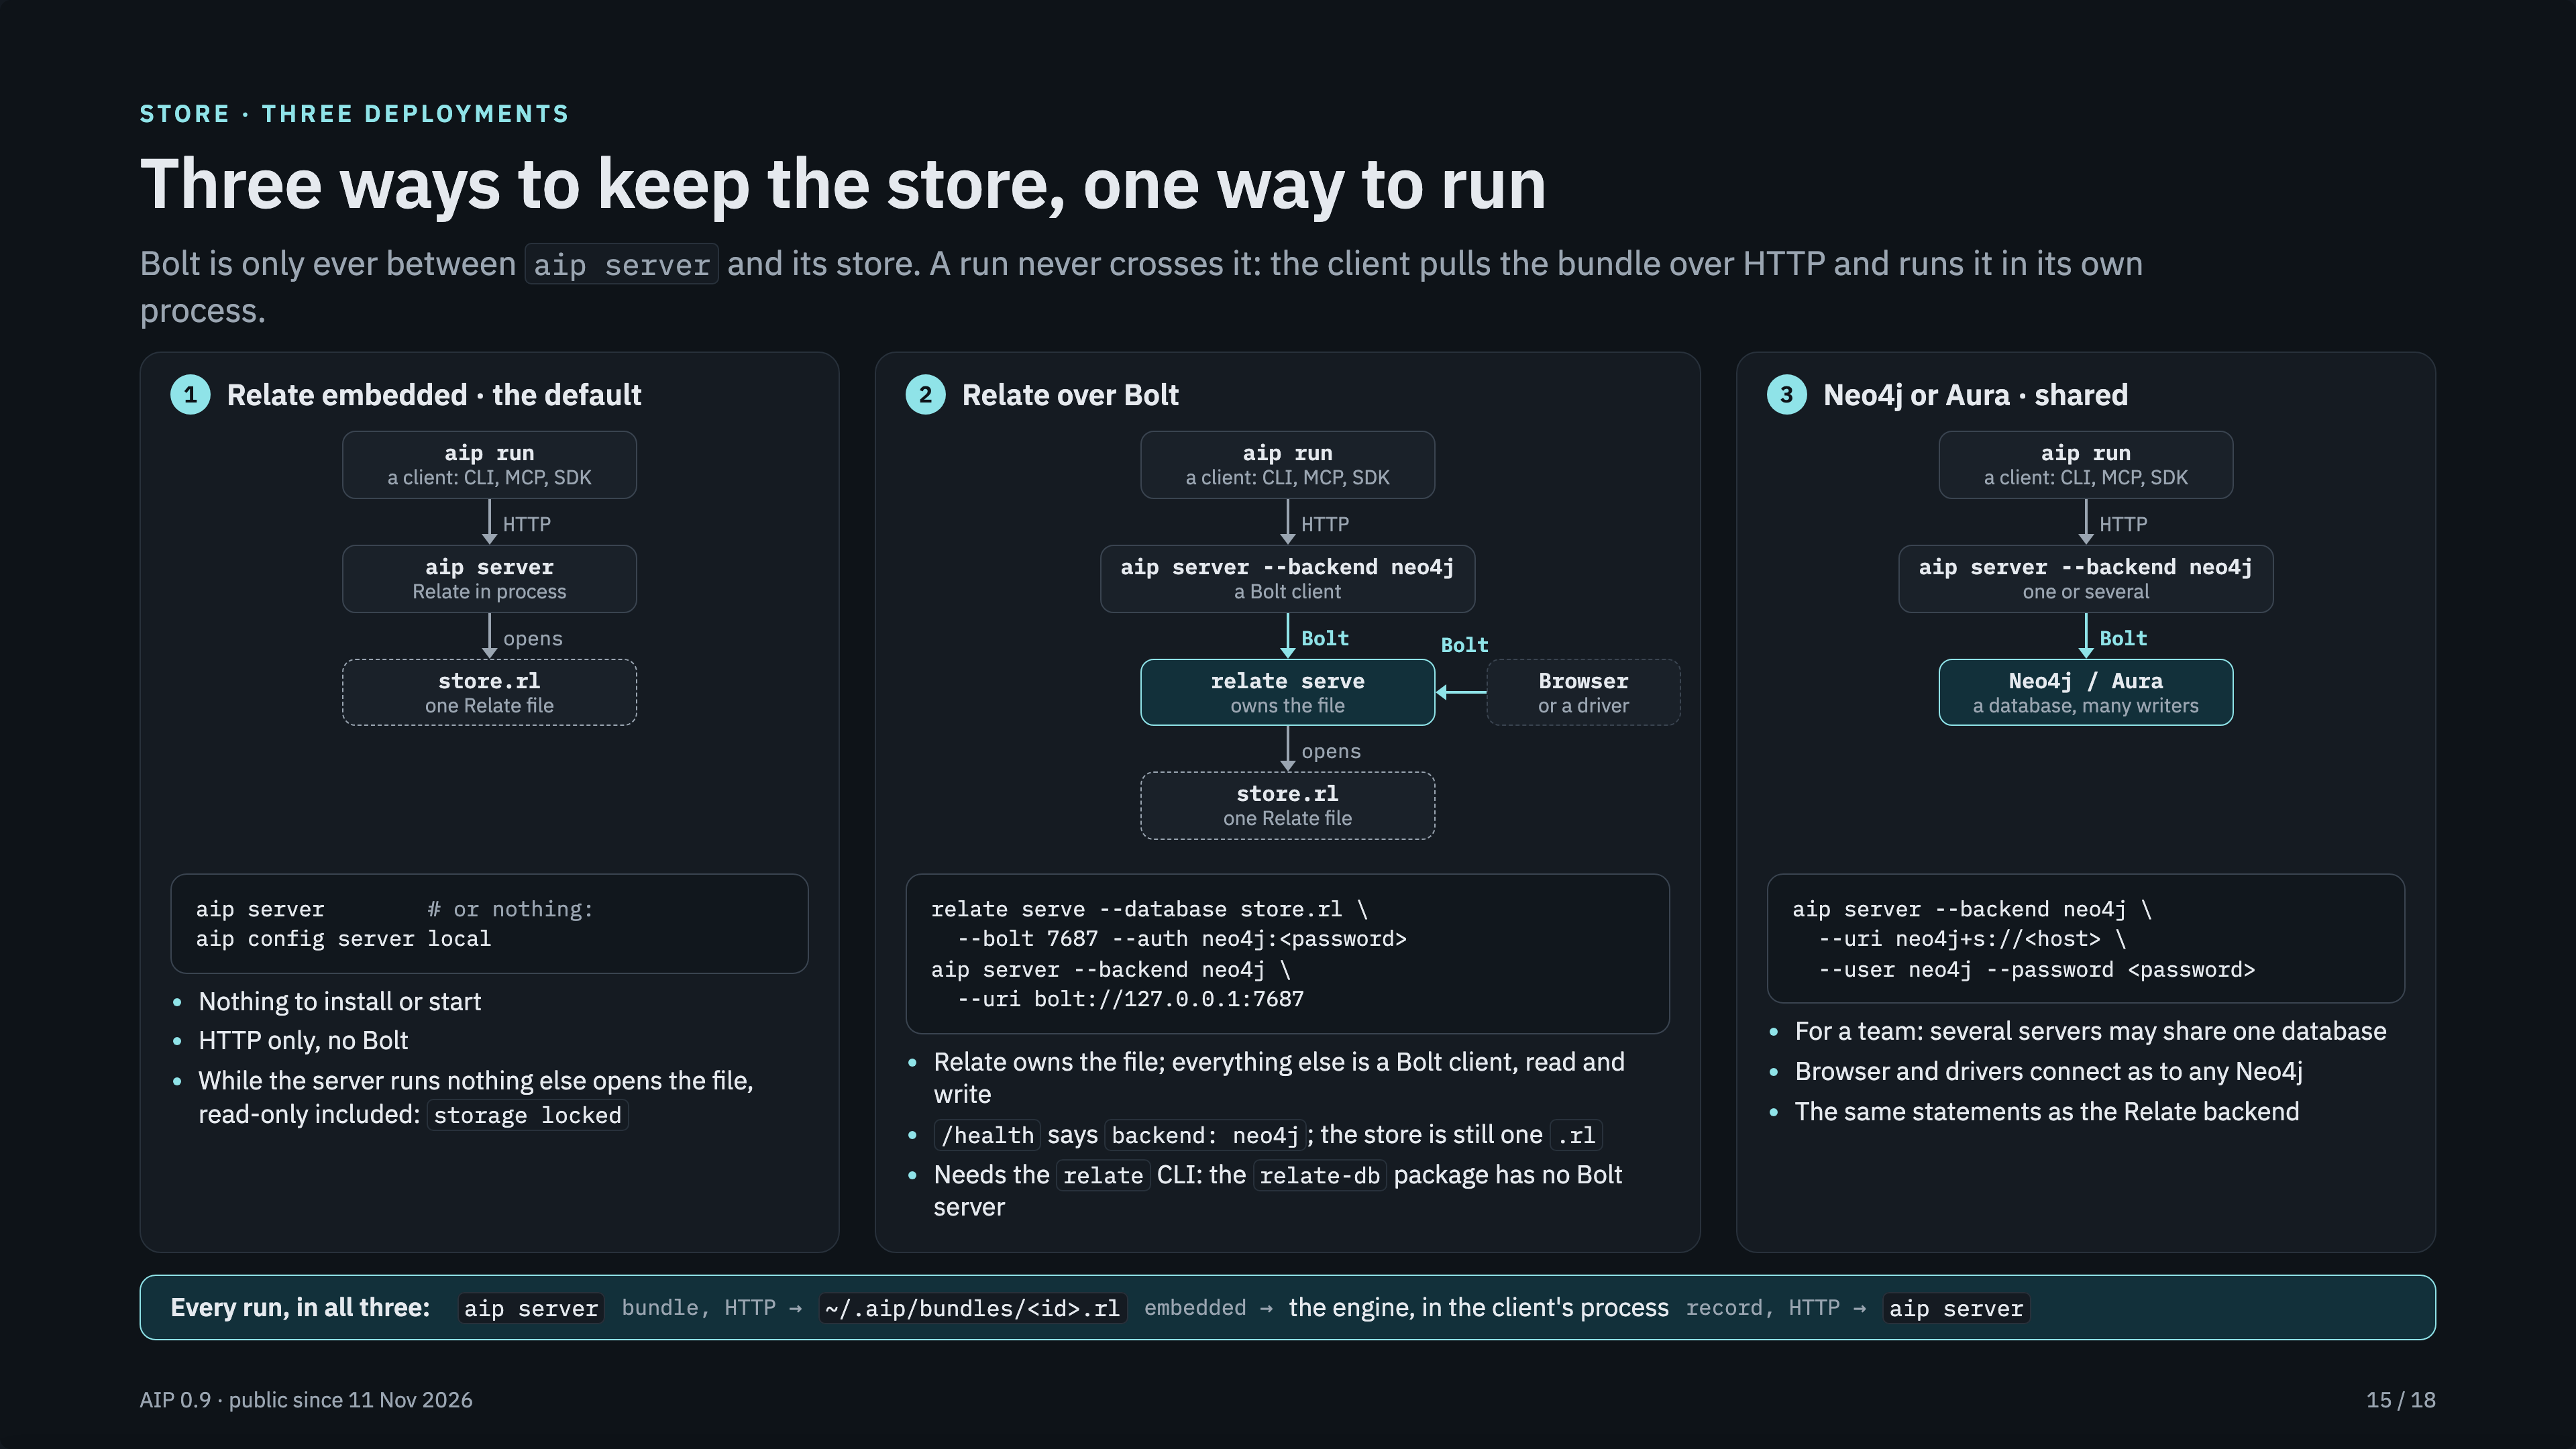 STORE · THREE DEPLOYMENTS
Three ways to keep the store, one way to run
Bolt is only ever between aip server and its store. A run never crosses it: the client pulls the bundle over HTTP and runs it in its own
process.
1 Relate embedded · the default
aip run
a client: CLI, MCP, SDK
HTTP
aip server
Relate in process
opens
store.rl
one Relate file
aip server        # or nothing:
aip config server local
• Nothing to install or start
• HTTP only, no Bolt
• While the server runs nothing else opens the file,
read-only included: storage locked
2 Relate over Bolt
aip run
a client: CLI, MCP, SDK
HTTP
aip server --backend neo4j
a Bolt client
Bolt
Bolt
relate serve
owns the file
Browser
or a driver
opens
store.rl
one Relate file
relate serve --database store.rl \
  --bolt 7687 --auth neo4j:<password>
aip server --backend neo4j \
  --uri bolt://127.0.0.1:7687
• Relate owns the file; everything else is a Bolt client, read and
write
• /health says backend: neo4j; the store is still one .rl
• Needs the relate CLI: the relate-db package has no Bolt
server
3 Neo4j or Aura · shared
aip run
a client: CLI, MCP, SDK
HTTP
aip server --backend neo4j
one or several
Bolt
Neo4j / Aura
a database, many writers
aip server --backend neo4j \
  --uri neo4j+s://<host> \
  --user neo4j --password <password>
• For a team: several servers may share one database
• Browser and drivers connect as to any Neo4j
• The same statements as the Relate backend
Every run, in all three: aip server bundle, HTTP → ~/.aip/bundles/<id>.rl embedded → the engine, in the client's process record, HTTP → aip server
AIP 0.9 · public since 11 Nov 2026
15 / 18